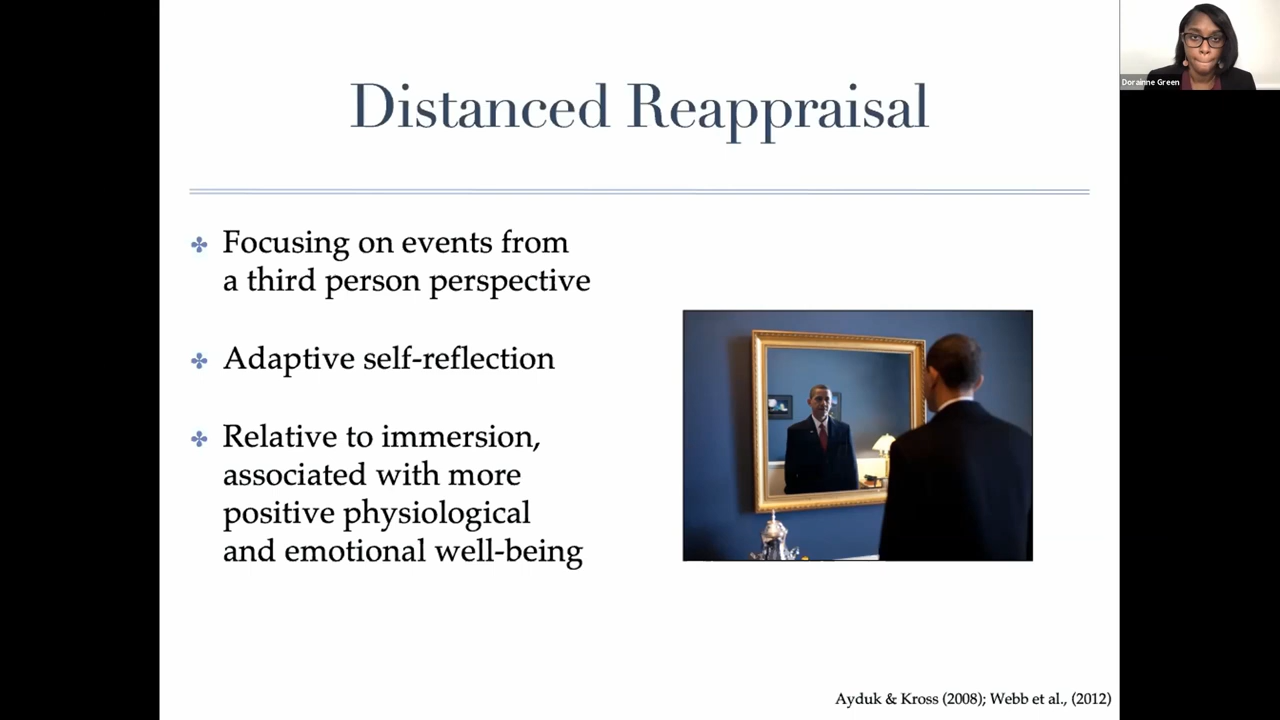 Distanced Reappraisal
Dorainne Green
Focusing on events from
a third person perspective
Adaptive self-reflection
Relative to immersion,
associated with more
positive physiological
and emotional well-being
Ayduk & Kross (2008); Webb et al., (2012)